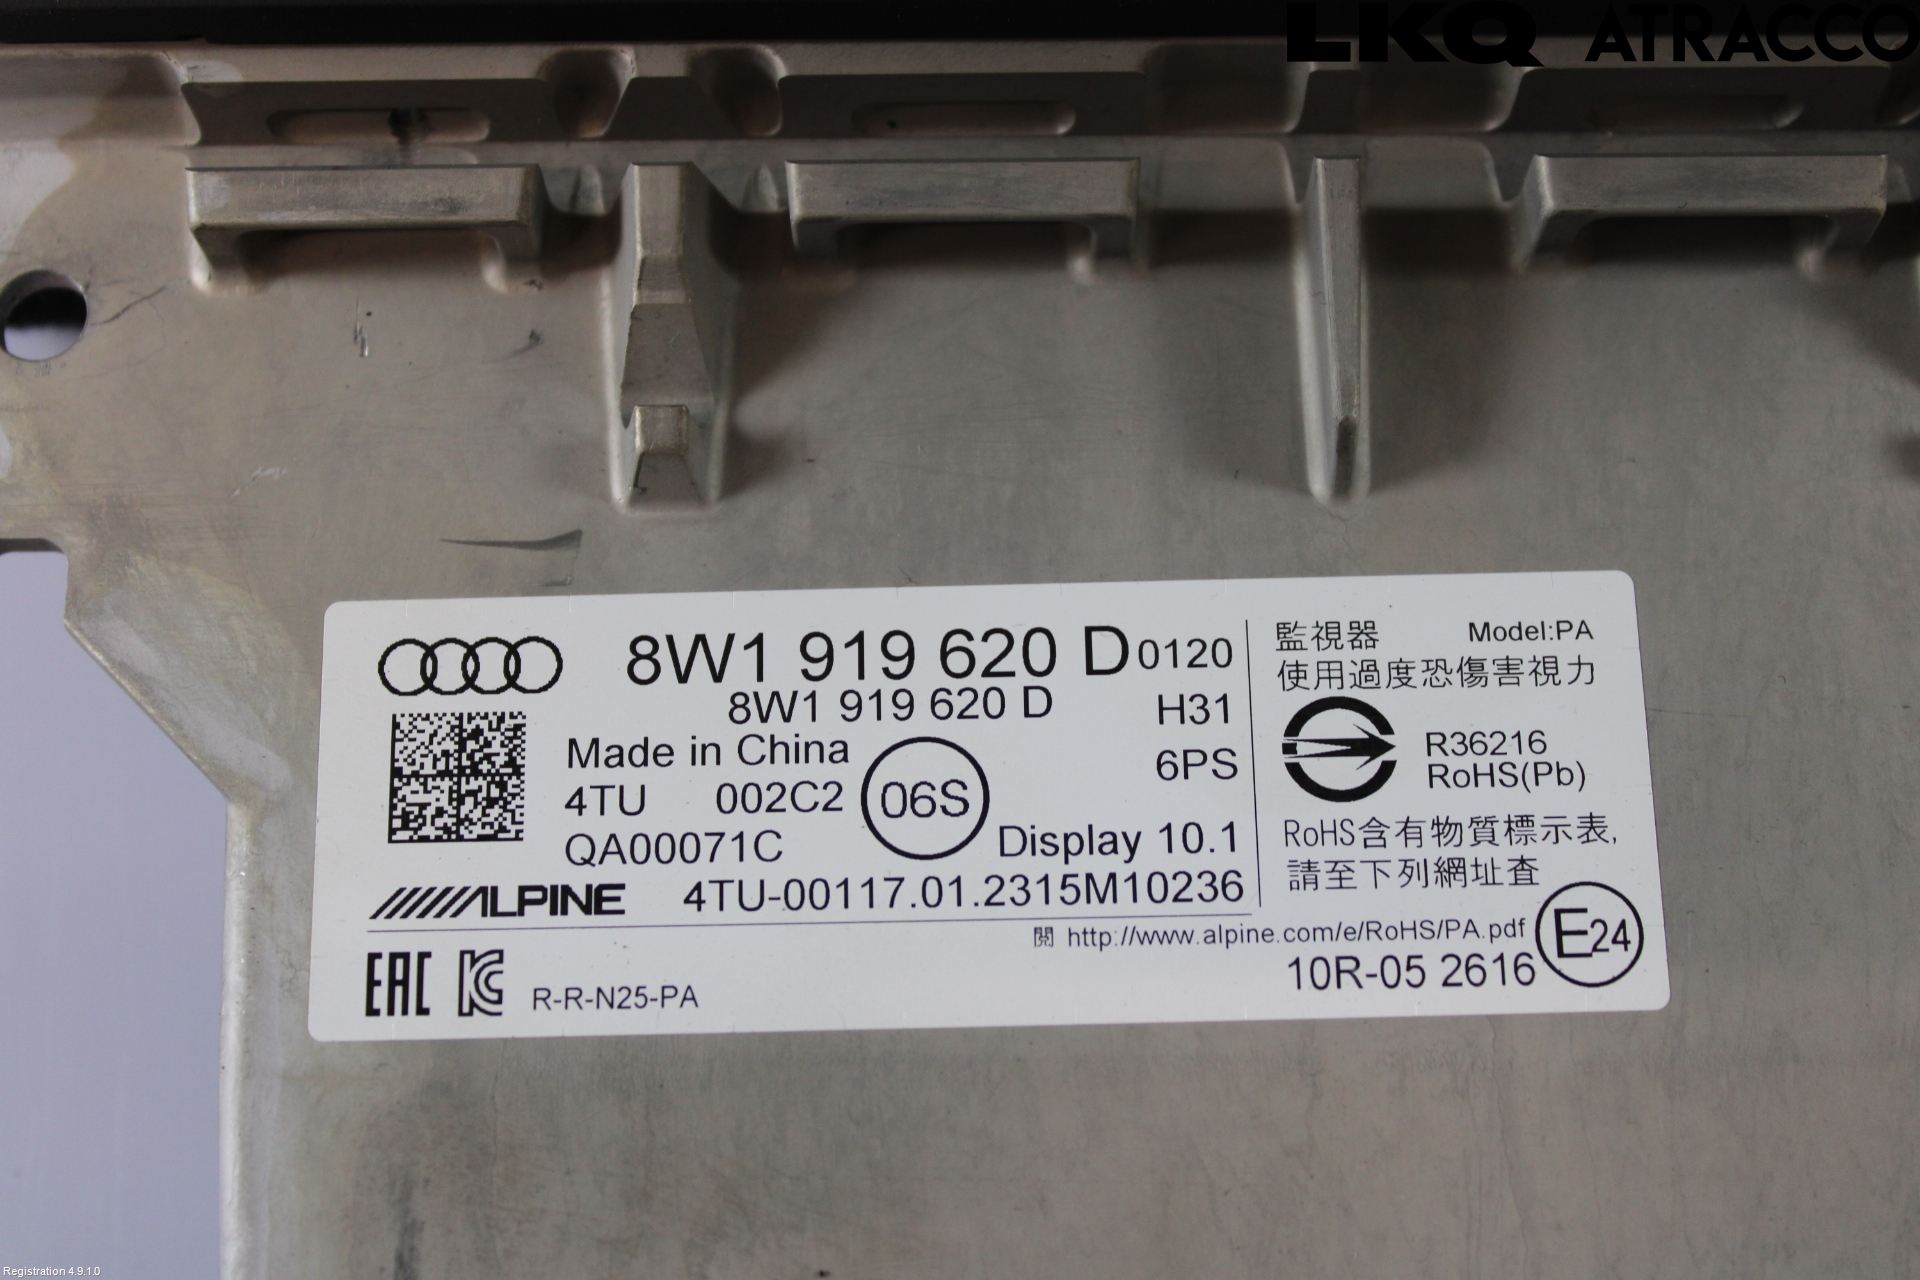 LKQ ATRACCO
8W1 919 620 D 0120
8W1 919 620 D H31
Made in China 6PS
4TU 002C2 06S
QA00071C Display 10.1
ALPINE 4TU-00117.01.2315M10236
監視器 Model:PA
使用過度恐傷害視力
R36216
RoHS(Pb)
RoHS含有物質標示表,
請至下列網址查
閱 http://www.alpine.com/e/RoHS/PA.pdf
E24
10R-05 2616
EAC KC R-R-N25-PA
Registration 4.9.1.0